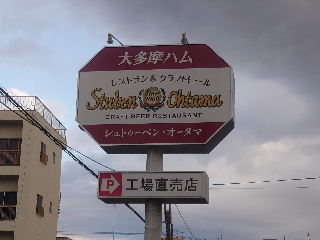 大多摩ハム
レストラン&クラフトビール
Stuben Ohtama
CRAFT BEER RESTAURANT
シュトゥーベン・オータマ
P 工場直売店